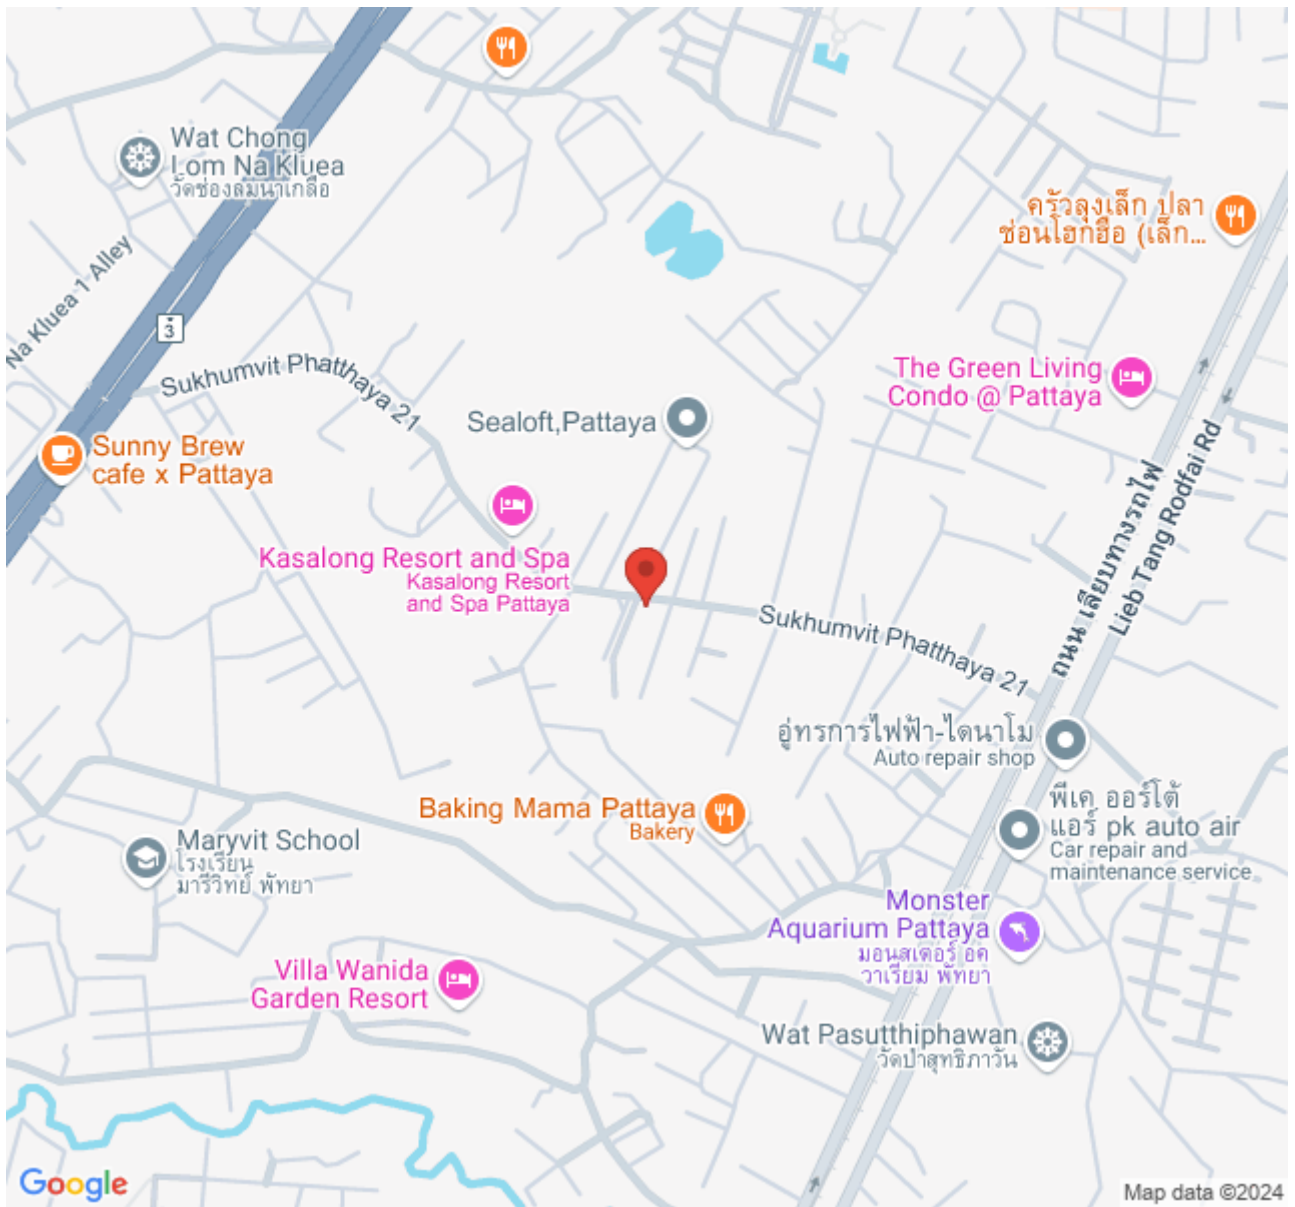 Wat Chong
Lom Na Kluea
วัดช่องลมนาเกลือ
ครัวลุงเล็ก ปลา
ช่อนโฮกฮือ (เล็ก...
Na Kluea 1 Alley
3
Sukhumvit Phatthaya 21
The Green Living
Condo @ Pattaya
Sealoft,Pattaya
Sunny Brew
cafe x Pattaya
Kasalong Resort and Spa
Kasalong Resort
and Spa Pattaya
ถนน เลียบทางรถไฟ
Lieb Tang Rodfai Rd
Sukhumvit Phatthaya 21
อู่ทรการไฟฟ้า-ไดนาโม
Auto repair shop
พีเค ออร์โต้
แอร์ pk auto air
Car repair and
maintenance service
Baking Mama Pattaya
Bakery
Maryvit School
โรงเรียน
มารีวิทย์ พัทยา
Monster
Aquarium Pattaya
มอนสเตอร์ อค
วาเรียม พัทยา
Villa Wanida
Garden Resort
Wat Pasutthiphawan
วัดป่าสุทธิภาวัน
Google
Map data ©2024